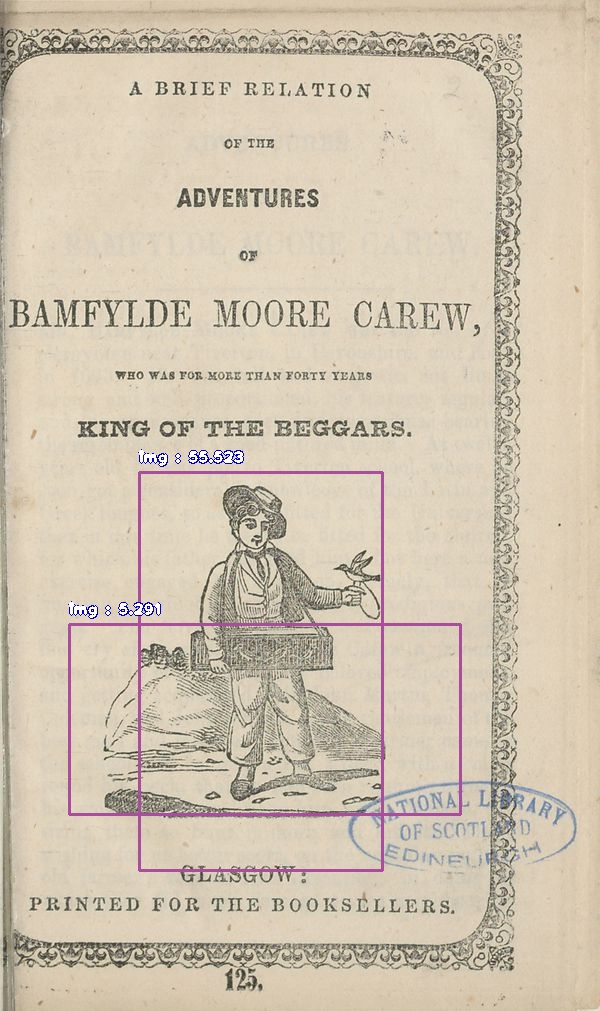 A BRIEF RELATION
OF THE
ADVENTURES
OF
BAMFYLDE MOORE CAREW,
WHO WAS FOR MORE THAN FORTY YEARS
KING OF THE BEGGARS.
img : 55.523
img : 5.291
NATIONAL LIBRARY
OF SCOTLAND
EDINBURGH
GLASGOW:
PRINTED FOR THE BOOKSELLERS.
125.